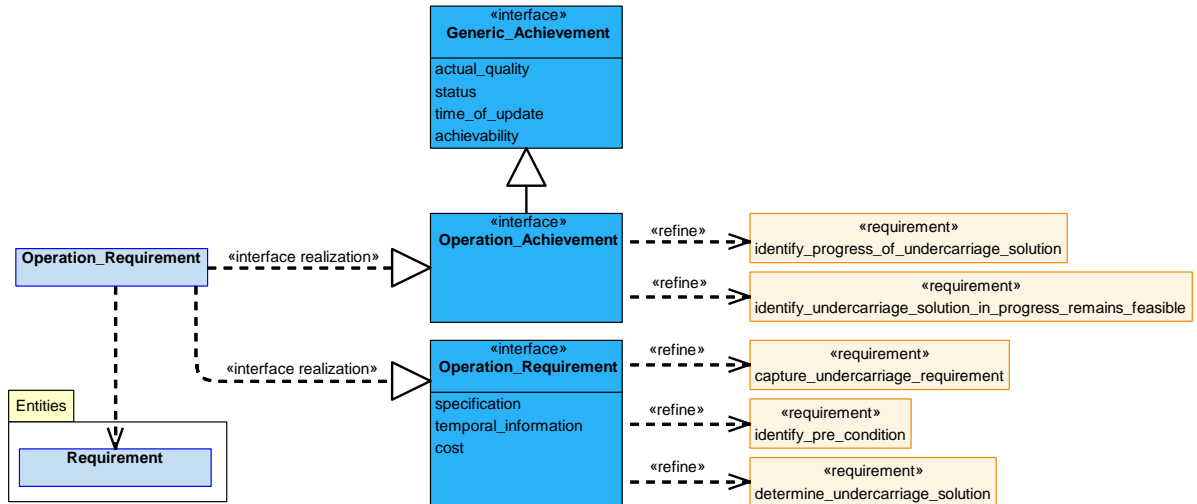 «interface»
Generic_Achievement
actual_quality
status
time_of_update
achievability
«interface»
Operation_Achievement
«refine»
«requirement»
identify_progress_of_undercarriage_solution
Operation_Requirement
«interface realization»
«refine»
«requirement»
identify_undercarriage_solution_in_progress_remains_feasible
«interface realization»
«interface»
Operation_Requirement
specification
temporal_information
cost
«refine»
«requirement»
capture_undercarriage_requirement
«refine»
«requirement»
identify_pre_condition
«refine»
«requirement»
determine_undercarriage_solution
Entities
Requirement